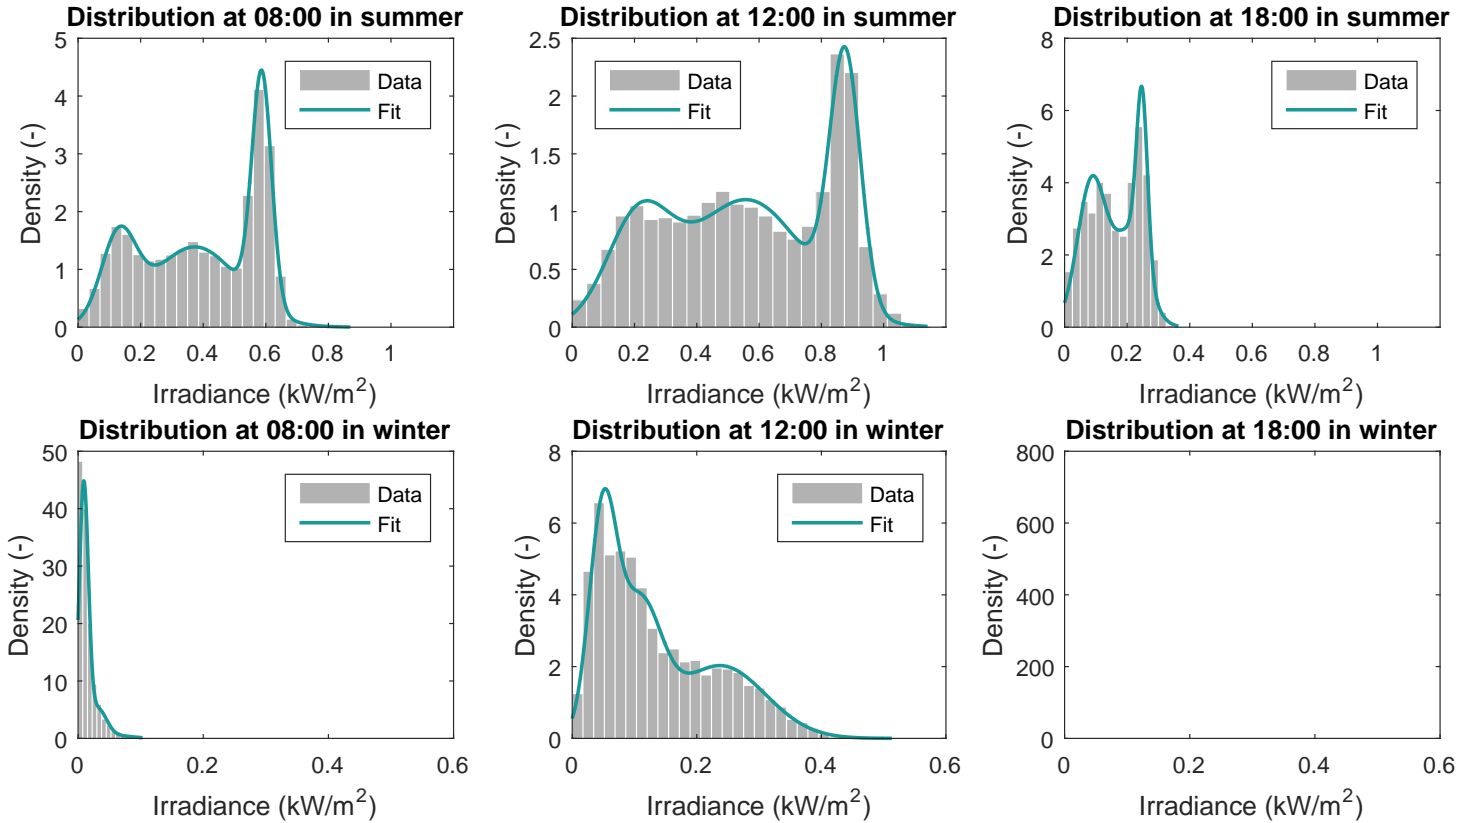 Distribution at 08:00 in summer
5
4
3
2
1
0
Density (-)
Data
Fit
0 0.2 0.4 0.6 0.8 1
Irradiance (kW/m2)
Distribution at 12:00 in summer
2.5
2
1.5
1
0.5
0
Density (-)
Data
Fit
0 0.2 0.4 0.6 0.8 1
Irradiance (kW/m2)
Distribution at 18:00 in summer
8
6
4
2
0
Density (-)
Data
Fit
0 0.2 0.4 0.6 0.8 1
Irradiance (kW/m2)
Distribution at 08:00 in winter
50
40
30
20
10
0
Density (-)
Data
Fit
0 0.2 0.4 0.6
Irradiance (kW/m2)
Distribution at 12:00 in winter
8
6
4
2
0
Density (-)
Data
Fit
0 0.2 0.4 0.6
Irradiance (kW/m2)
Distribution at 18:00 in winter
800
600
400
200
0
Density (-)
0 0.2 0.4 0.6
Irradiance (kW/m2)